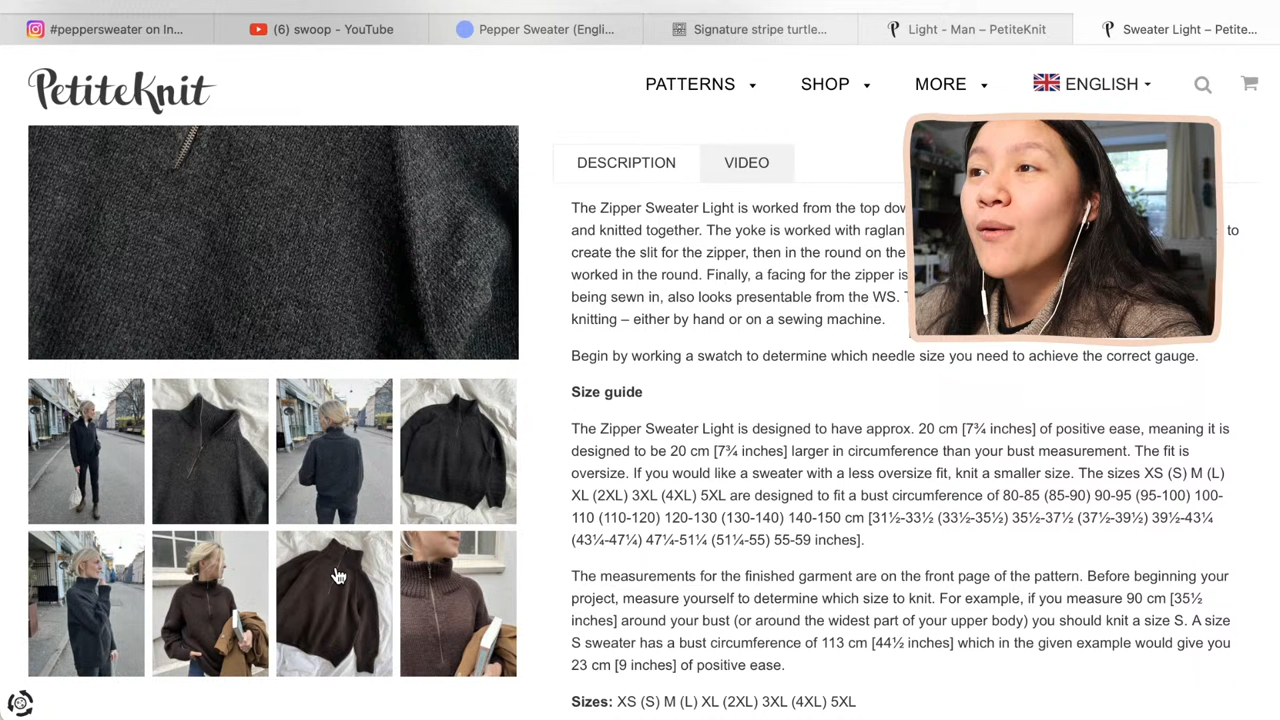 #peppersweater on In...
(6) swoop - YouTube
Pepper Sweater (Engli...
Signature stripe turtle...
Light - Man – PetiteKnit
Sweater Light – Petite...
PetiteKnit
PATTERNS
SHOP
MORE
ENGLISH
DESCRIPTION
VIDEO
The Zipper Sweater Light is worked from the top
and knitted together. The yoke is worked with raglan to
create the slit for the zipper, then in the round on the
worked in the round. Finally, a facing for the zipper is
being sewn in, also looks presentable from the WS.
knitting – either by hand or on a sewing machine.
Begin by working a swatch to determine which needle size you need to achieve the correct gauge.
Size guide
The Zipper Sweater Light is designed to have approx. 20 cm [7¾ inches] of positive ease, meaning it is
designed to be 20 cm [7¾ inches] larger in circumference than your bust measurement. The fit is
oversize. If you would like a sweater with a less oversize fit, knit a smaller size. The sizes XS (S) M (L)
XL (2XL) 3XL (4XL) 5XL are designed to fit a bust circumference of 80-85 (85-90) 90-95 (95-100) 100-
110 (110-120) 120-130 (130-140) 140-150 cm [31½-33½ (33½-35½) 35½-37½ (37½-39½) 39½-43¼
(43¼-47¼) 47¼-51¼ (51¼-55) 55-59 inches].
The measurements for the finished garment are on the front page of the pattern. Before beginning your
project, measure yourself to determine which size to knit. For example, if you measure 90 cm [35½
inches] around your bust (or around the widest part of your upper body) you should knit a size S. A size
S sweater has a bust circumference of 113 cm [44½ inches] which in the given example would give you
23 cm [9 inches] of positive ease.
Sizes: XS (S) M (L) XL (2XL) 3XL (4XL) 5XL